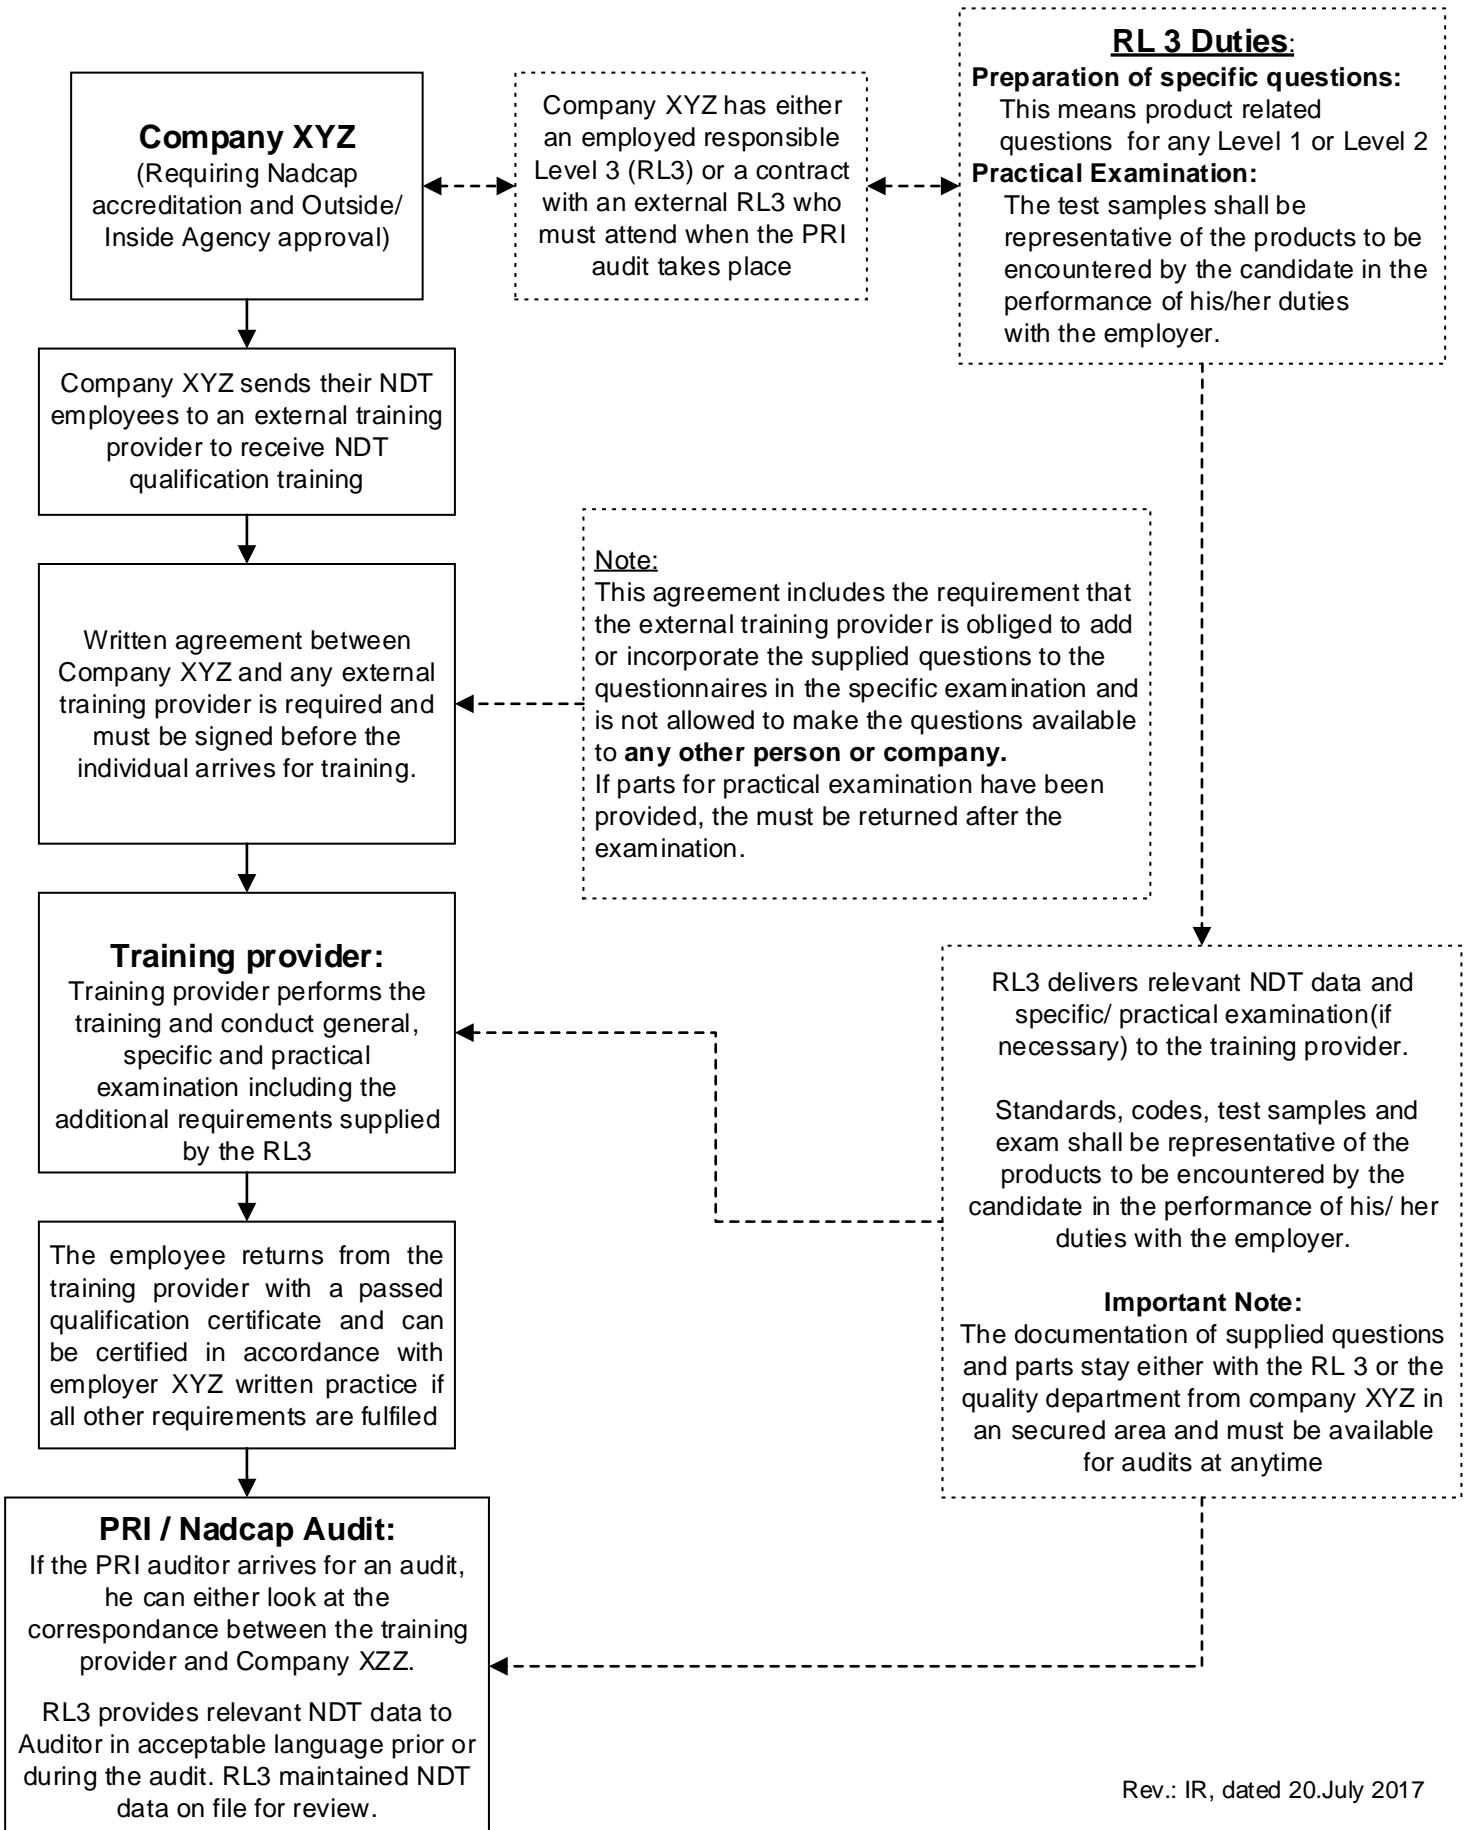 Company XYZ
(Requiring Nadcap
accreditation and Outside/
Inside Agency approval)
Company XYZ has either
an employed responsible
Level 3 (RL3) or a contract
with an external RL3 who
must attend when the PRI
audit takes place
RL 3 Duties:
Preparation of specific questions:
This means product related
questions for any Level 1 or Level 2
Practical Examination:
The test samples shall be
representative of the products to be
encountered by the candidate in the
performance of his/her duties
with the employer.
Company XYZ sends their NDT
employees to an external training
provider to receive NDT
qualification training
Written agreement between
Company XYZ and any external
training provider is required and
must be signed before the
individual arrives for training.
Note:
This agreement includes the requirement that
the external training provider is obliged to add
or incorporate the supplied questions to the
questionnaires in the specific examination and
is not allowed to make the questions available
to any other person or company.
If parts for practical examination have been
provided, the must be returned after the
examination.
Training provider:
Training provider performs the
training and conduct general,
specific and practical
examination including the
additional requirements supplied
by the RL3
RL3 delivers relevant NDT data and
specific/ practical examination(if
necessary) to the training provider.
Standards, codes, test samples and
exam shall be representative of the
products to be encountered by the
candidate in the performance of his/ her
duties with the employer.
Important Note:
The documentation of supplied questions
and parts stay either with the RL 3 or the
quality department from company XYZ in
an secured area and must be available
for audits at anytime
The employee returns from the
training provider with a passed
qualification certificate and can
be certified in accordance with
employer XYZ written practice if
all other requirements are fulfiled
PRI / Nadcap Audit:
If the PRI auditor arrives for an audit,
he can either look at the
correspondance between the training
provider and Company XZZ.
RL3 provides relevant NDT data to
Auditor in acceptable language prior or
during the audit. RL3 maintained NDT
data on file for review.
Rev.: IR, dated 20.July 2017